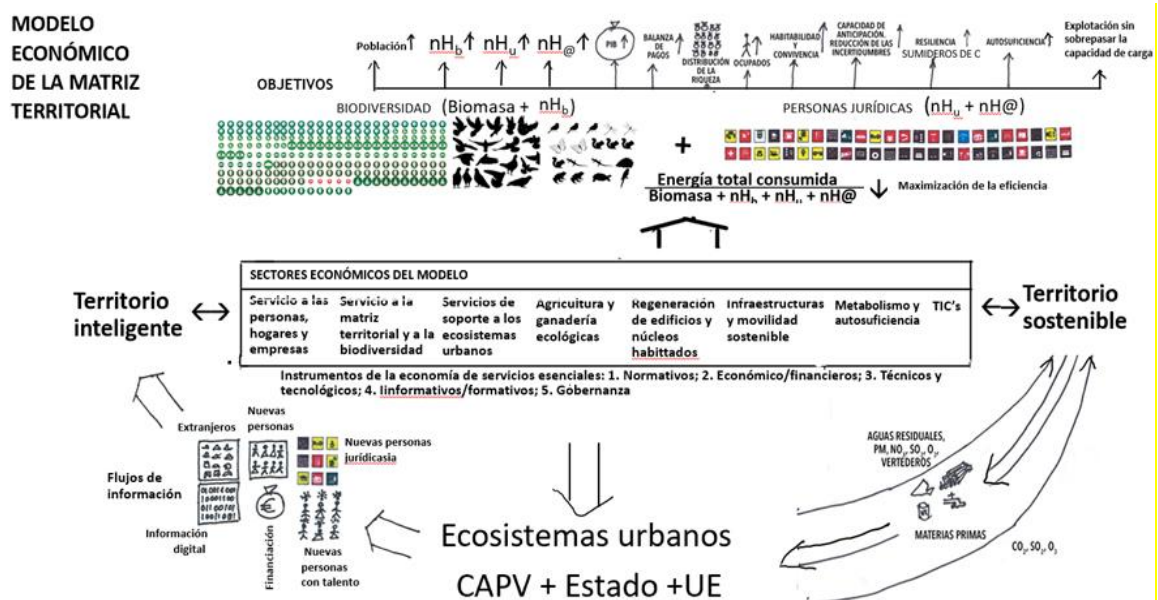 MODELO
ECONÓMICO
DE LA MATRIZ
TERRITORIAL
OBJETIVOS
Población
nHb
nHu
nH@
PIB
BALANZA
DE
PAGOS
DISTRIBUCIÓN
DE LA
RIQUEZA
OCUPADOS
HABITABILIDAD
Y
CONVIVENCIA
CAPACIDAD DE
ANTICIPACIÓN.
REDUCCIÓN DE LAS
INCERTIDUMBRES
RESILIENCIA
SUMIDEROS DE C
AUTOSUFICIENCIA
Explotación sin
sobrepasar la
capacidad de carga
BIODIVERSIDAD (Biomasa + nHb)
PERSONAS JURÍDICAS (nHu + nH@)
+
Energía total consumida
Biomasa + nHb + nHu + nH@
Maximización de la eficiencia
SECTORES ECONÓMICOS DEL MODELO
Servicio a las
personas,
hogares y
empresas
Servicio a la
matriz
territorial y a la
biodiversidad
Servicios de
soporte a los
ecosistemas
urbanos
Agricultura y
ganadería
ecológicas
Regeneración
de edificios y
núcleos
habittados
Infraestructuras
y movilidad
sostenible
Metabolismo y
autosuficiencia
TIC's
Territorio
inteligente
Territorio
sostenible
Instrumentos de la economía de servicios esenciales: 1. Normativos; 2. Económico/financieros; 3. Técnicos y
tecnológicos; 4. Iinformativos/formativos; 5. Gobernanza
Extranjeros
Nuevas
personas
Nuevas personas
jurídicasia
Flujos de
información
Información
digital
€
Financiación
Nuevas
personas
con talento
Ecosistemas urbanos
CAPV + Estado +UE
AGUAS RESIDUALES,
PM, NO₂, SO₂, O₃,
VERTEDEROS
MATERIAS PRIMAS
CO₂, SO₂, O₃